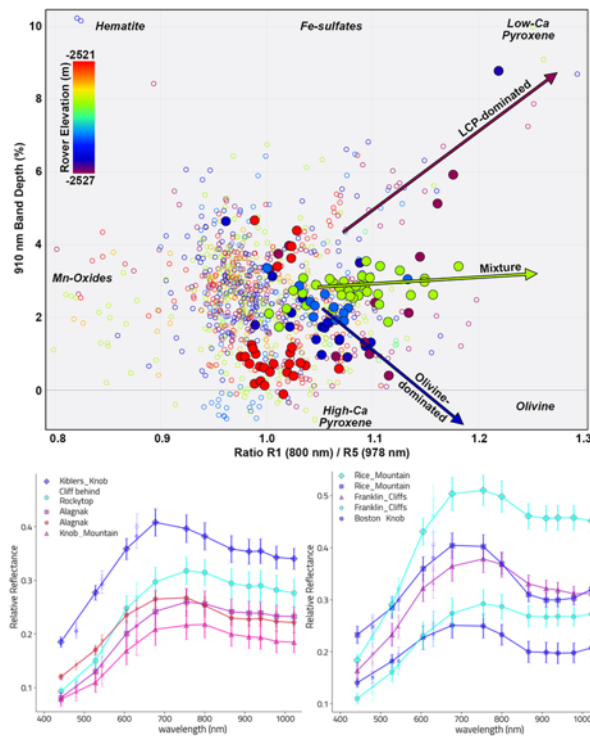 10
Hematite
Fe-sulfates
Low-Ca
Pyroxene
-2521
Rover Elevation (m)
-2527
8
LCP-dominated
6
910 nm Band Depth (%)
4
Mn-Oxides
Mixture
2
Olivine-
dominated
0
High-Ca
Pyroxene
Olivine
0.8 0.9 1.0 1.1 1.2 1.3
Ratio R1 (800 nm) / R5 (978 nm)
Kiblers_Knob
Cliff behind
Rockytop
Alagnak
Alagnak
Knob_Mountain
0.4
0.3
0.2
0.1
Relative Reflectance
400 500 600 700 800 900 1000
wavelength (nm)
Rice_Mountain
Rice_Mountain
Franklin_Cliffs
Franklin_Cliffs
Boston_Knob
0.5
0.4
0.3
0.2
0.1
Relative Reflectance
400 500 600 700 800 900 1000
wavelength (nm)